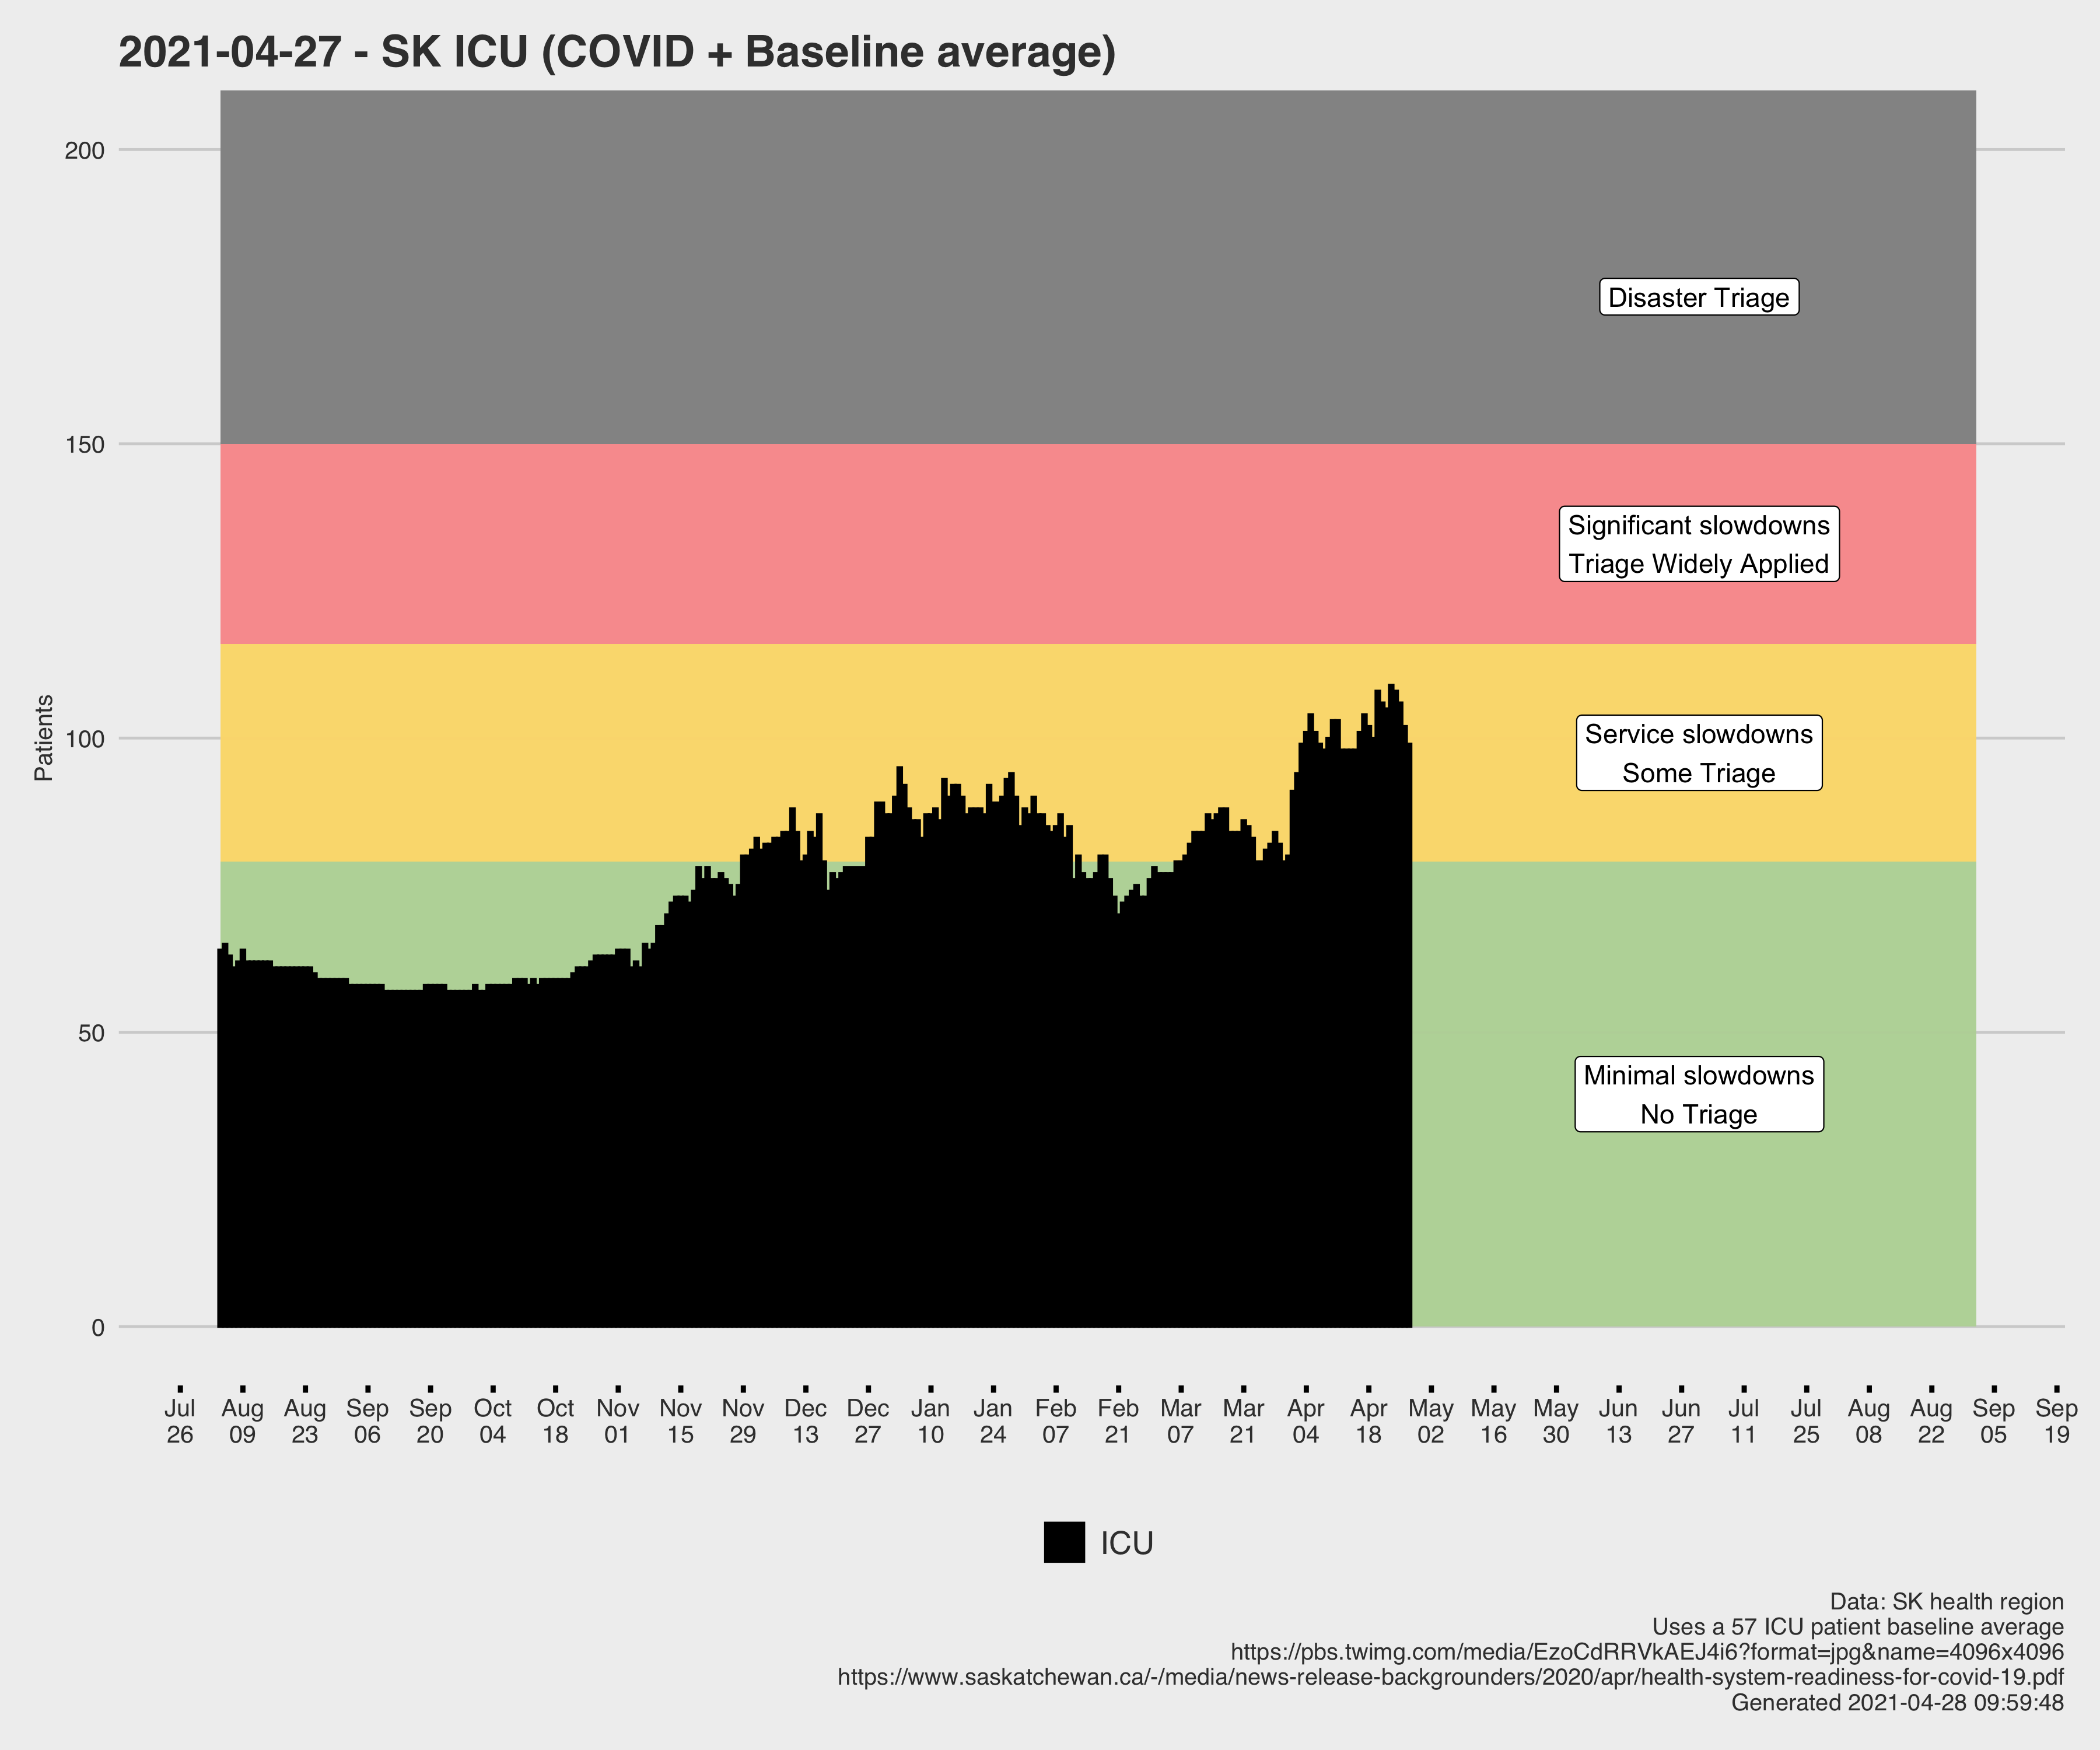 2021-04-27 - SK ICU (COVID + Baseline average)
200
150
100
50
0
Patients
Disaster Triage
Significant slowdowns
Triage Widely Applied
Service slowdowns
Some Triage
Minimal slowdowns
No Triage
Jul Aug Aug Sep Sep Oct Oct Nov Nov Nov Dec Dec Jan Jan Feb Feb Mar Mar Apr Apr May May May Jun Jun Jul Jul Aug Aug Sep Sep
26 09 23 06 20 04 18 01 15 29 13 27 10 24 07 21 07 21 04 18 02 16 30 13 27 11 25 08 22 05 19
ICU
Data: SK health region
Uses a 57 ICU patient baseline average
https://pbs.twimg.com/media/EzoCdRRVkAEJ4i6?format=jpg&name=4096x4096
https://www.saskatchewan.ca/-/media/news-release-backgrounders/2020/apr/health-system-readiness-for-covid-19.pdf
Generated 2021-04-28 09:59:48